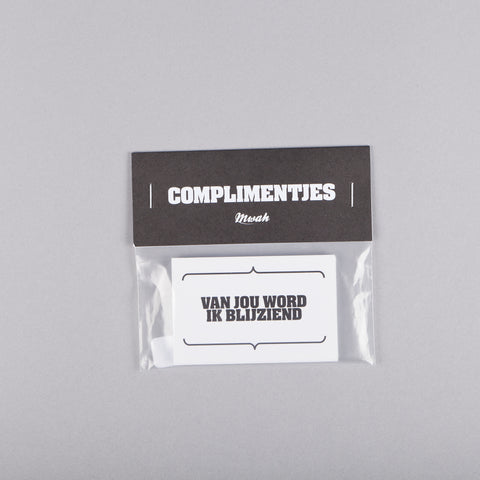 COMPLIMENTJES
Mwah
VAN JOU WORD
IK BLIJZIEND